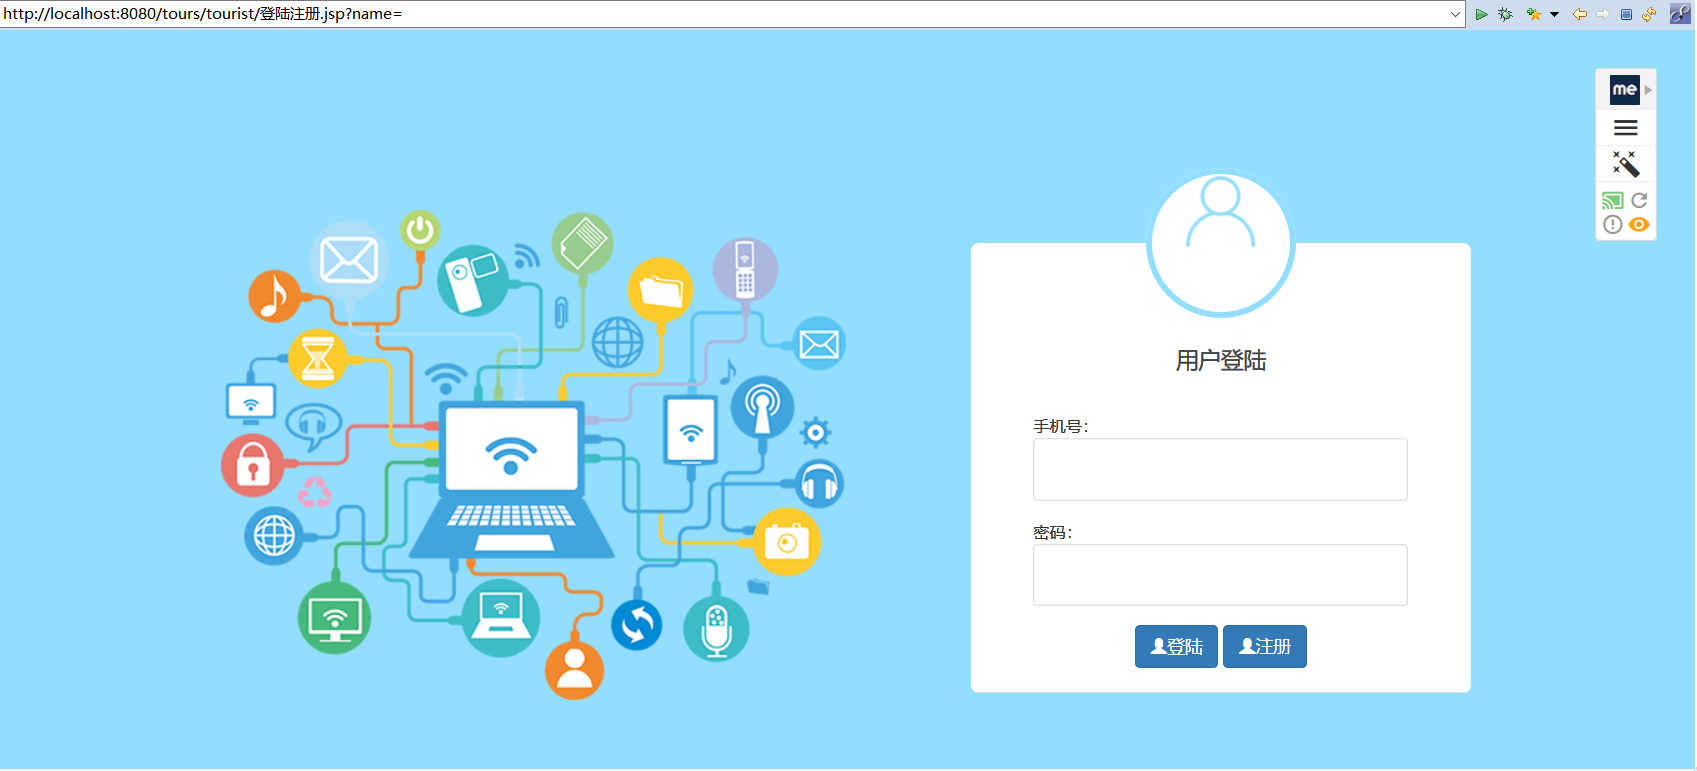 http://localhost:8080/tours/tourist/登陆注册.jsp?name=
me
用户登陆
手机号：
密码：
登陆 注册